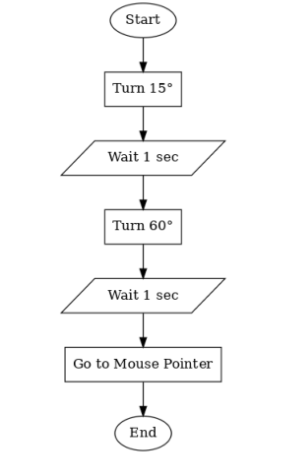 Start
Turn 15°
Wait 1 sec
Turn 60°
Wait 1 sec
Go to Mouse Pointer
End